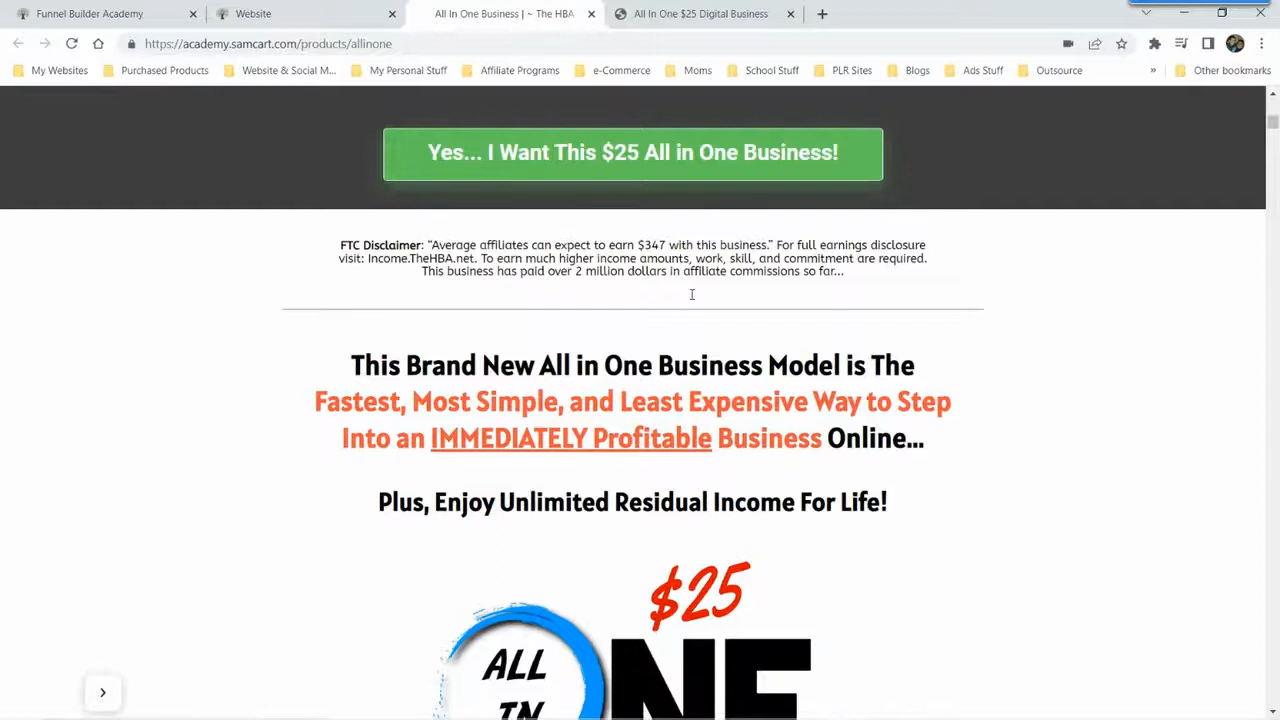 Funnel Builder Academy
Website
All In One Business | ~ The HBA
All In One $25 Digital Business
https://academy.samcart.com/products/allinone
My Websites
Purchased Products
Website & Social M...
My Personal Stuff
Affiliate Programs
e-Commerce
Moms
School Stuff
PLR Sites
Blogs
Ads Stuff
Outsource
Other bookmarks
Yes... I Want This $25 All in One Business!
FTC Disclaimer: "Average affiliates can expect to earn $347 with this business." For full earnings disclosure
visit: Income.TheHBA.net. To earn much higher income amounts, work, skill, and commitment are required.
This business has paid over 2 million dollars in affiliate commissions so far...
This Brand New All in One Business Model is The
Fastest, Most Simple, and Least Expensive Way to Step
Into an IMMEDIATELY Profitable Business Online...
Plus, Enjoy Unlimited Residual Income For Life!
$25
ALL
IN
ONE